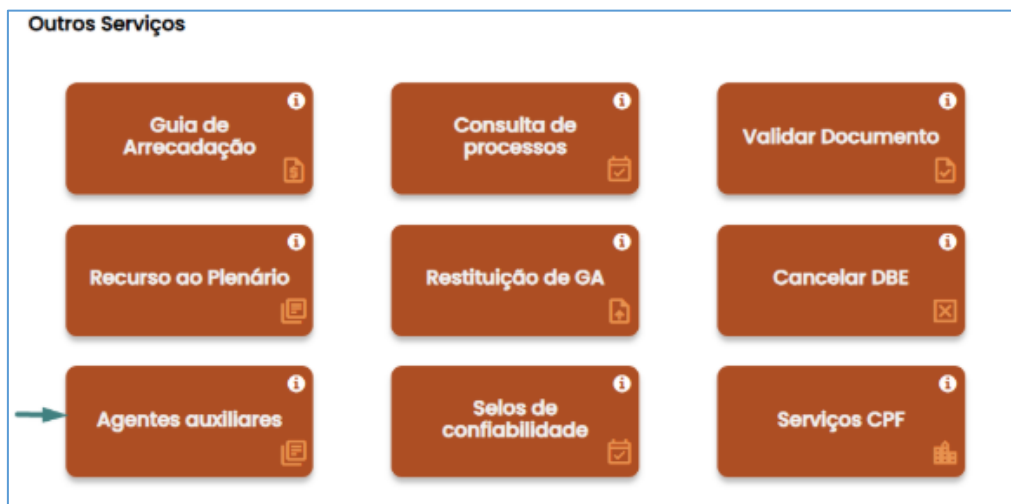 Outros Serviços
Guia de
Arrecadação
Consulta de
processos
Validar Documento
Recurso ao Plenário
Restituição de GA
Cancelar DBE
Agentes auxiliares
Selos de
confiabilidade
Serviços CPF